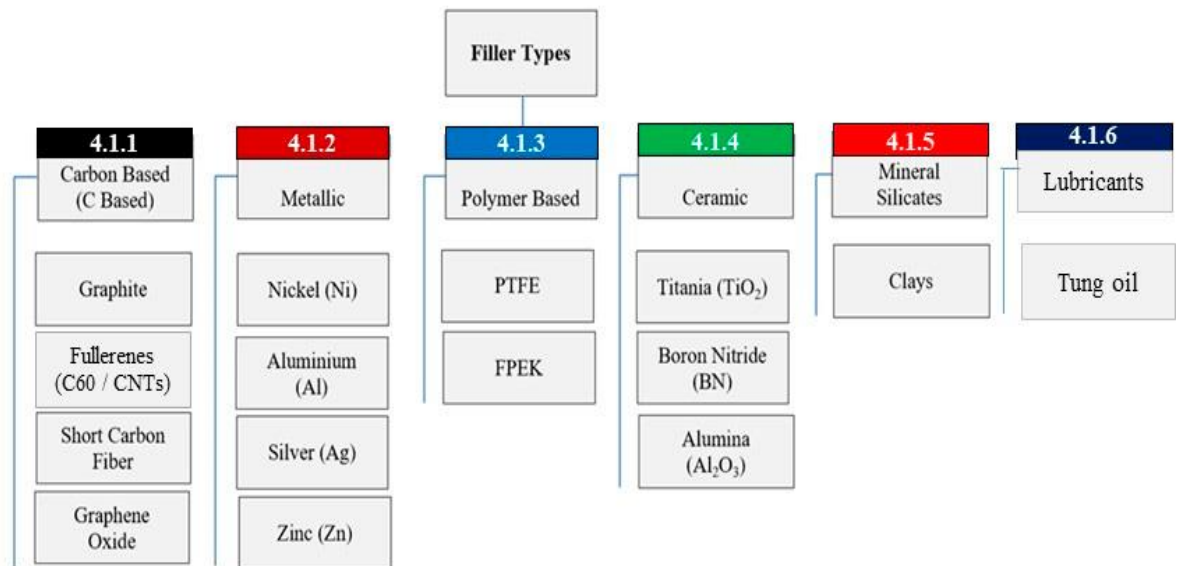 Filler Types
4.1.1
Carbon Based
(C Based)
Graphite
Fullerenes
(C60 / CNTs)
Short Carbon
Fiber
Graphene
Oxide
4.1.2
Metallic
Nickel (Ni)
Aluminium
(Al)
Silver (Ag)
Zinc (Zn)
4.1.3
Polymer Based
PTFE
FPEK
4.1.4
Ceramic
Titania (TiO₂)
Boron Nitride
(BN)
Alumina
(Al₂O₃)
4.1.5
Mineral
Silicates
Clays
4.1.6
Lubricants
Tung oil